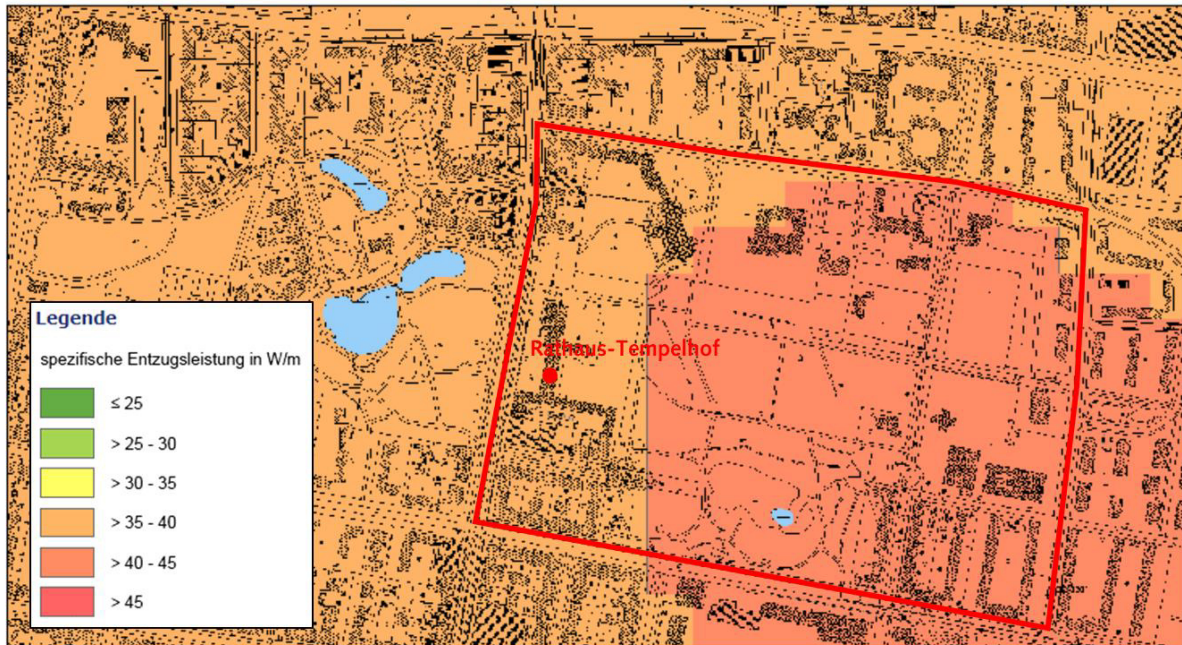 Legende
spezifische Entzugsleistung in W/m
≤ 25
> 25 - 30
> 30 - 35
> 35 - 40
> 40 - 45
> 45
Rathaus-Tempelhof